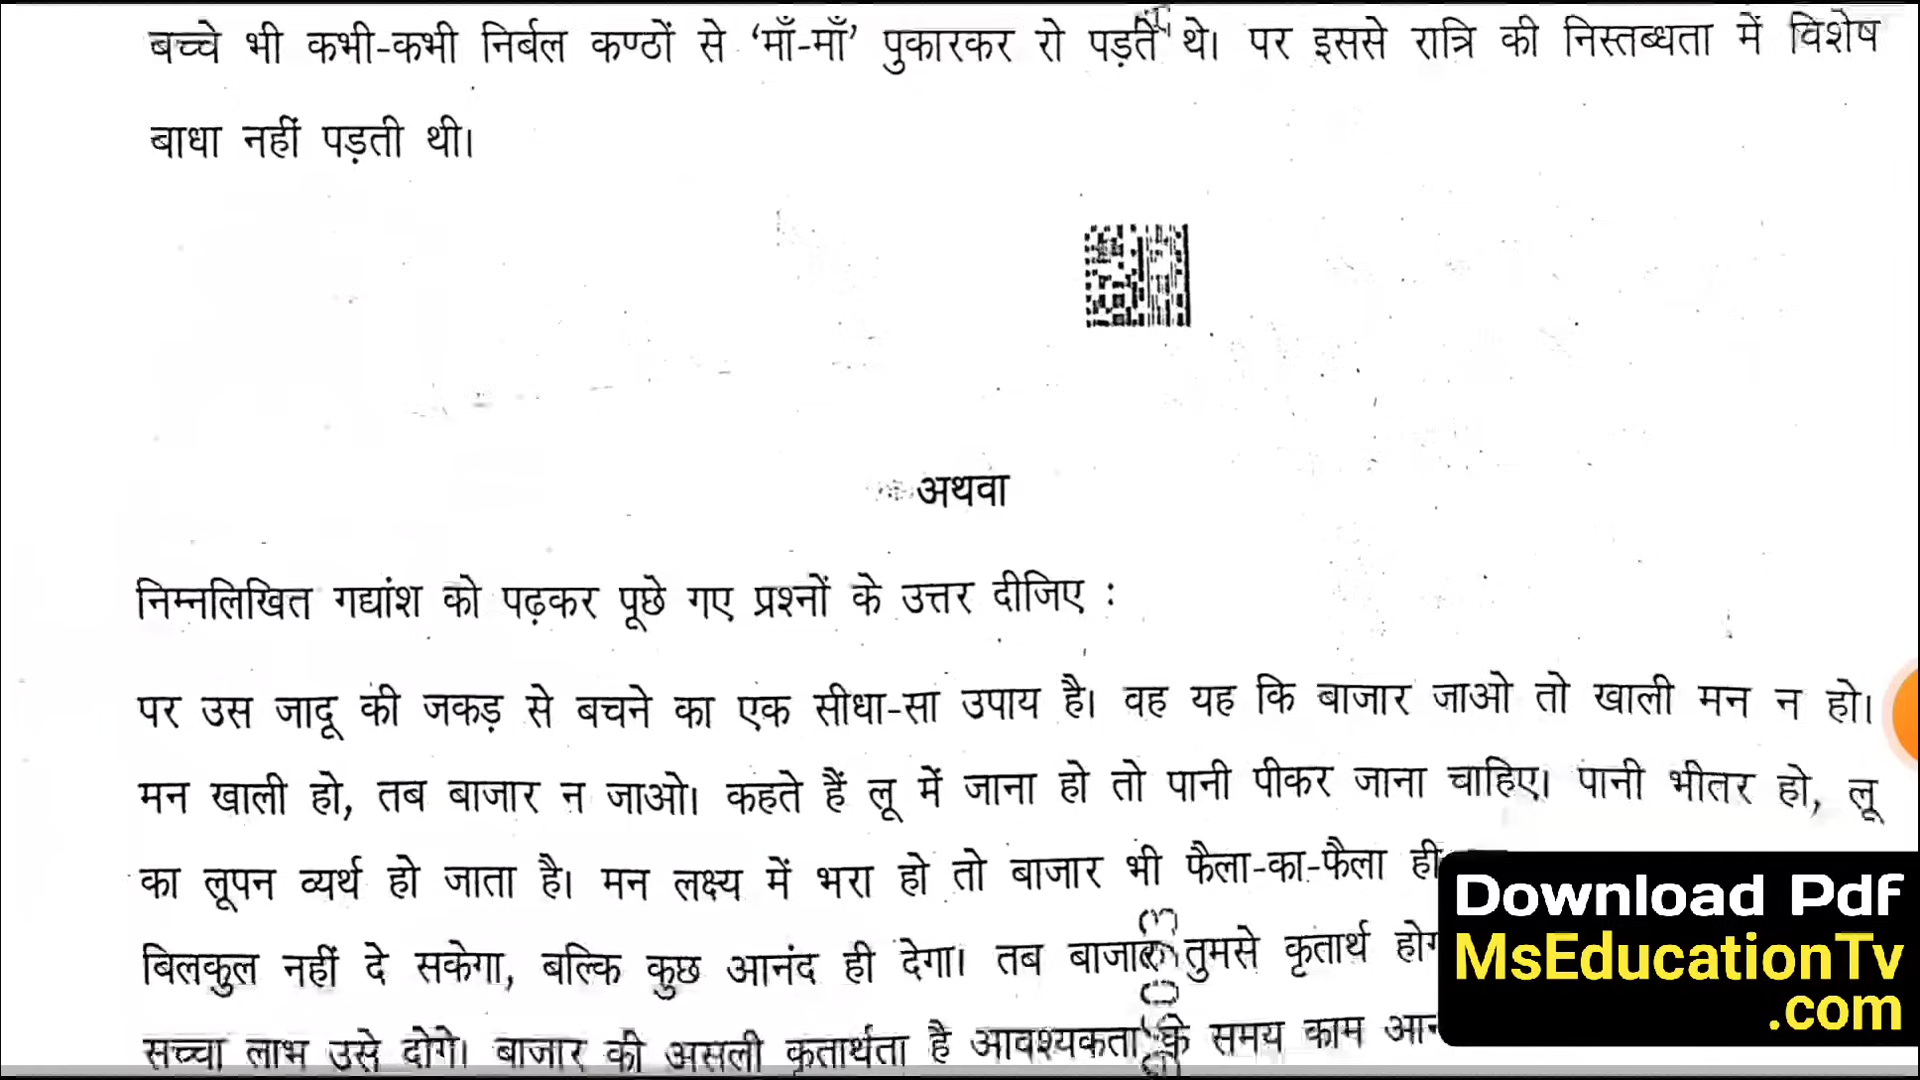 बच्चे भी कभी-कभी निर्बल कण्ठों से ‘माँ-माँ’ पुकारकर रो पड़ते थे। पर इससे रात्रि की निस्तब्धता में विशेष
बाधा नहीं पड़ती थी।
अथवा
निम्नलिखित गद्यांश को पढ़कर पूछे गए प्रश्नों के उत्तर दीजिए :
पर उस जादू की जकड़ से बचने का एक सीधा-सा उपाय है। वह यह कि बाजार जाओ तो खाली मन न हो।
मन खाली हो, तब बाजार न जाओ। कहते हैं लू में जाना हो तो पानी पीकर जाना चाहिए। पानी भीतर हो, लू
का लूपन व्यर्थ हो जाता है। मन लक्ष्य में भरा हो तो बाजार भी फैला-का-फैला ही
बिलकुल नहीं दे सकेगा, बल्कि कुछ आनंद ही देगा। तब बाजार तुमसे कृतार्थ
सच्चा लाभ उसे दोगे। बाजार की असली कृतार्थता है आवश्यकता के समय काम
Download Pdf
MsEducationTv
.com